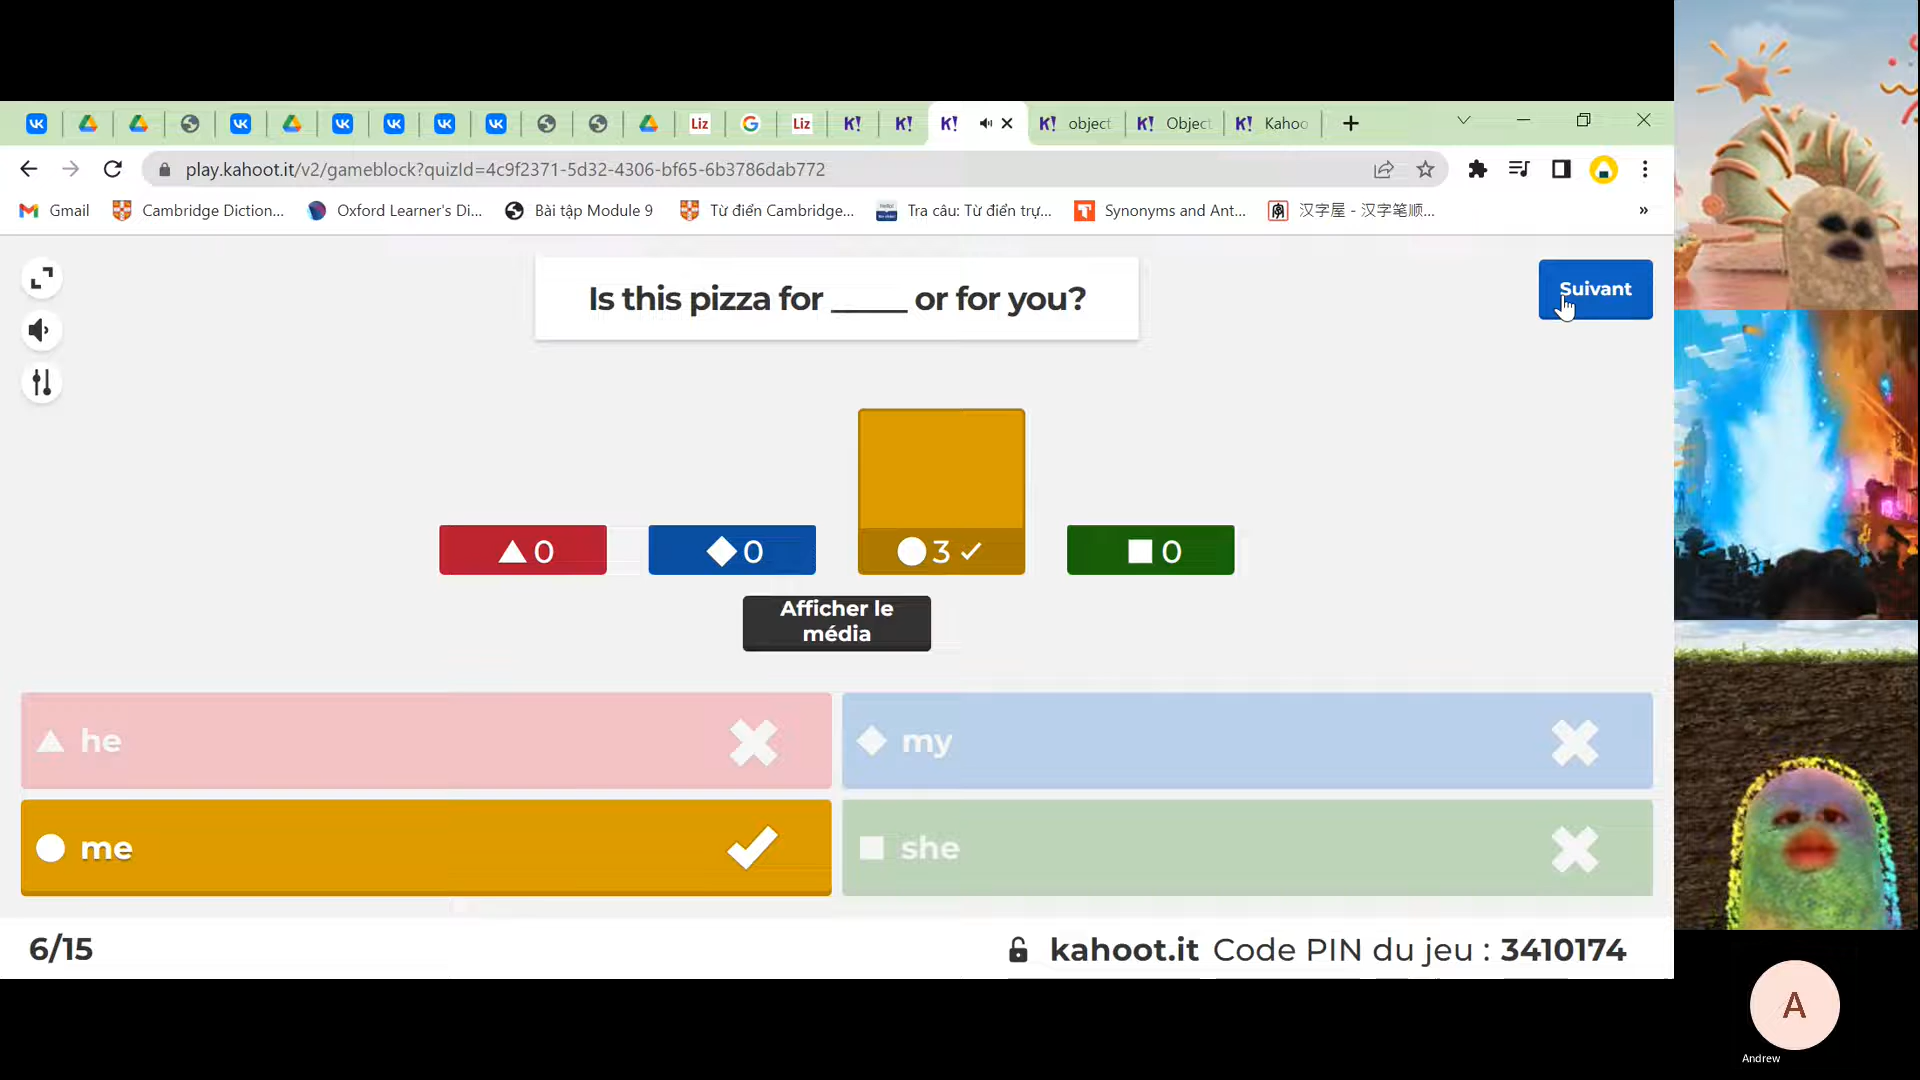 Liz
G
Liz
K!
K!
K!
K! object
K! Object
K! Kahoo
play.kahoot.it/v2/gameblock?quizId=4c9f2371-5d32-4306-bf65-6b3786dab772
Gmail
Cambridge Diction...
Oxford Learner's Di...
Bài tập Module 9
Từ điển Cambridge...
Tra câu: Từ điển trự...
Synonyms and Ant...
汉字屋 - 汉字笔顺...
»
Is this pizza for _____ or for you?
Suivant
0
0
3
0
Afficher le
média
he
my
me
she
6/15
kahoot.it Code PIN du jeu : 3410174
A
Andrew